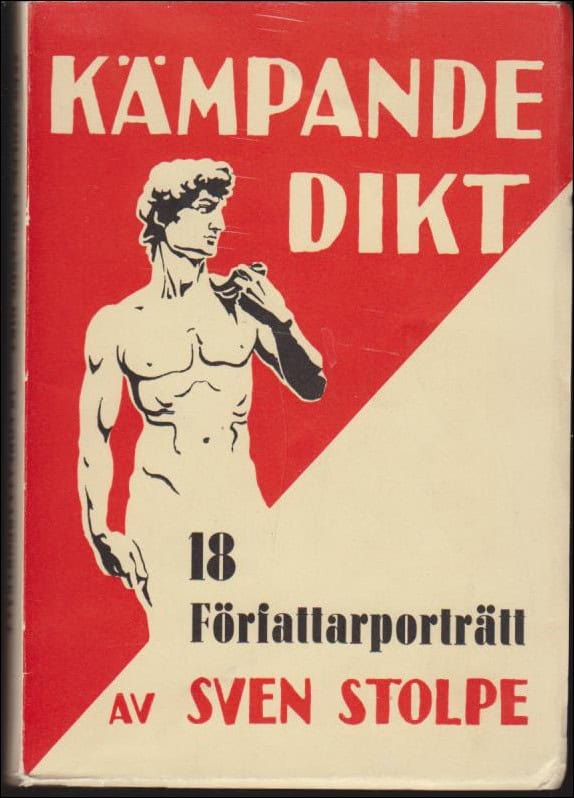 KÄMPANDE
DIKT
18
Författarporträtt
AV SVEN STOLPE